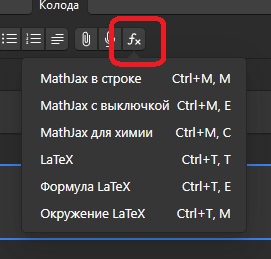 Колода
fx
MathJax в строке Ctrl+M, M
MathJax с выключкой Ctrl+M, E
MathJax для химии Ctrl+M, C
LaTeX Ctrl+T, T
Формула LaTeX Ctrl+T, E
Окружение LaTeX Ctrl+T, M